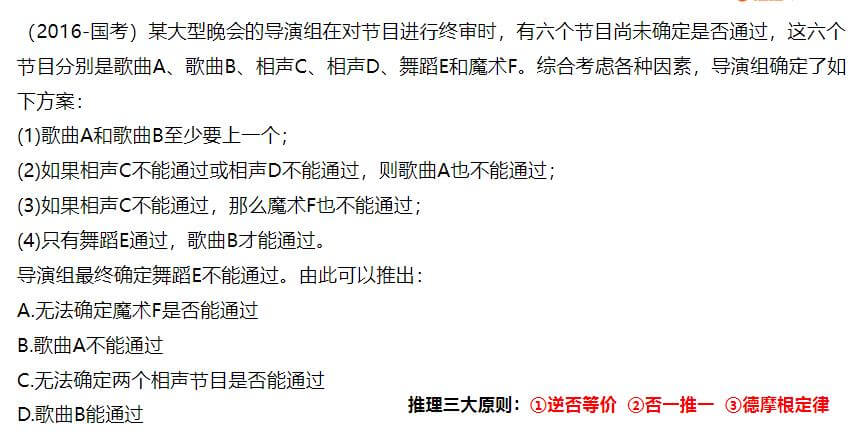 （2016-国考）某大型晚会的导演组在对节目进行终审时，有六个节目尚未确定是否通过，这六个
节目分别是歌曲A、歌曲B、相声C、相声D、舞蹈E和魔术F。综合考虑各种因素，导演组确定了如
下方案：
(1)歌曲A和歌曲B至少要上一个；
(2)如果相声C不能通过或相声D不能通过，则歌曲A也不能通过；
(3)如果相声C不能通过，那么魔术F也不能通过；
(4)只有舞蹈E通过，歌曲B才能通过。
导演组最终确定舞蹈E不能通过。由此可以推出：
A.无法确定魔术F是否能通过
B.歌曲A不能通过
C.无法确定两个相声节目是否能通过
D.歌曲B能通过
推理三大原则：①逆否等价 ②否一推一 ③德摩根定律